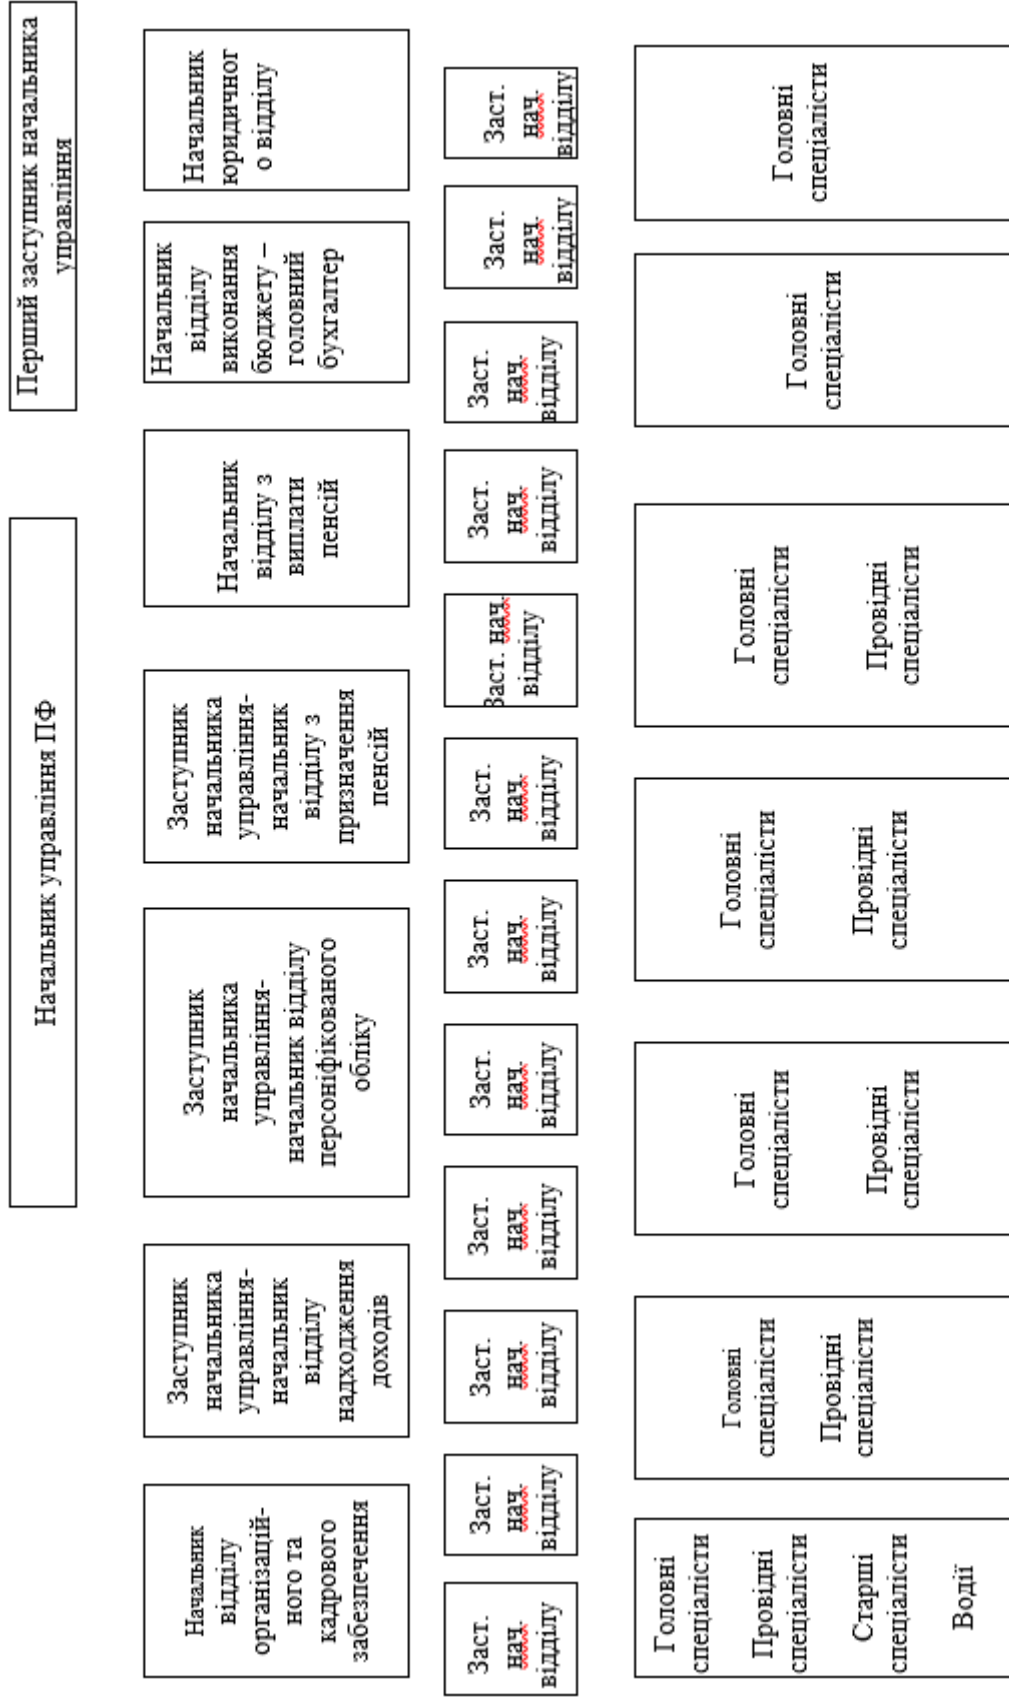 Начальник управління ПФ
Перший заступник начальника
управління
Начальник
відділу
організацій-
ного та
кадрового
забезпечення
Заступник
начальника
управління-
начальник
відділу
надходження
доходів
Заступник
начальника
управління-
начальник відділу
персоніфікованого
обліку
Заступник
начальника
управління-
начальник
відділу з
призначення
пенсій
Начальник
відділу з
виплати
пенсій
Начальник
відділу
виконання
бюджету –
головний
бухгалтер
Начальник
юридичног
о відділу
Заст.
нач.
відділу
Заст.
нач.
відділу
Заст.
нач.
відділу
Заст.
нач.
відділу
Заст.
нач.
відділу
Заст.
нач.
відділу
Заст.
нач.
відділу
Заст. нач.
відділу
Заст.
нач.
відділу
Заст.
нач.
відділу
Заст.
нач.
відділу
Заст.
нач.
відділу
Головні
спеціалісти
Провідні
спеціалісти
Старші
спеціалісти
Водії
Головні
спеціалісти
Провідні
спеціалісти
Головні
спеціалісти
Провідні
спеціалісти
Головні
спеціалісти
Провідні
спеціалісти
Головні
спеціалісти
Провідні
спеціалісти
Головні
спеціалісти
Головні
спеціалісти